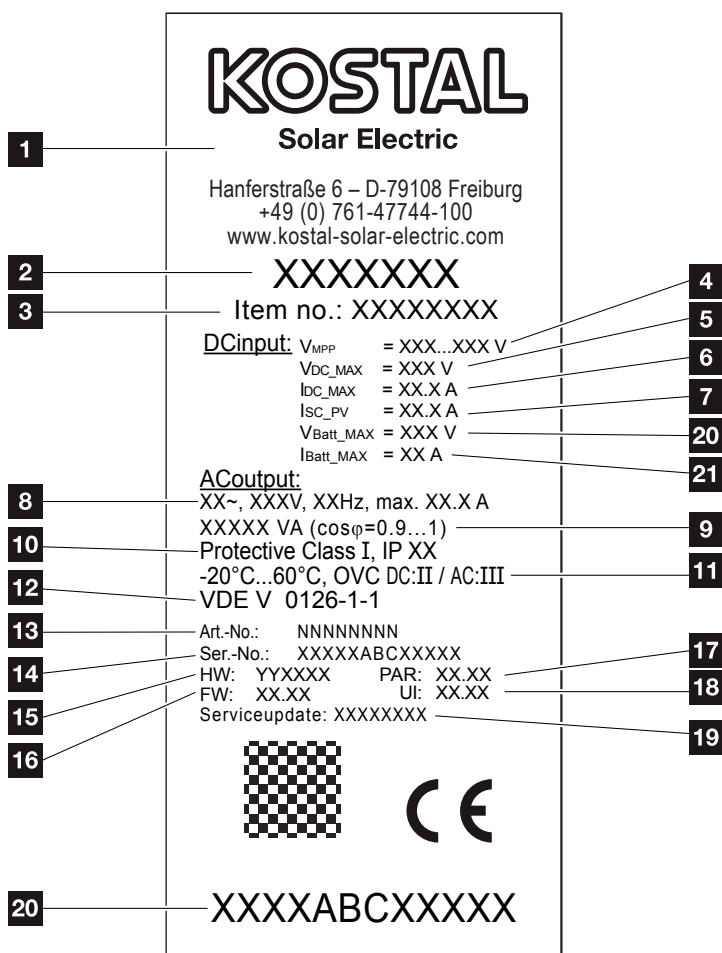 KOSTAL
Solar Electric
1
Hanferstraße 6 – D-79108 Freiburg
+49 (0) 761-47744-100
www.kostal-solar-electric.com
2 XXXXXXX
3 Item no.: XXXXXXXX 4
DCinput: VMPP = XXX...XXX V 5
VDC_MAX = XXX V 6
IDC_MAX = XX.X A
ISC_PV = XX.X A 7
VBatt_MAX = XXX V 20
IBatt_MAX = XX A 21
ACoutput:
8 XX~, XXXV, XXHz, max. XX.X A
XXXXX VA (cosφ=0.9...1) 9
10 Protective Class I, IP XX
-20°C...60°C, OVC DC:II / AC:III 11
12 VDE V 0126-1-1
13 Art.-No.: NNNNNNNN
14 Ser.-No.: XXXXXABCXXXXX 17
15 HW: YYXXXX PAR: XX.XX
16 FW: XX.XX UI: XX.XX 18
Serviceupdate: XXXXXXXX 19
CE
20 XXXXABCXXXXX